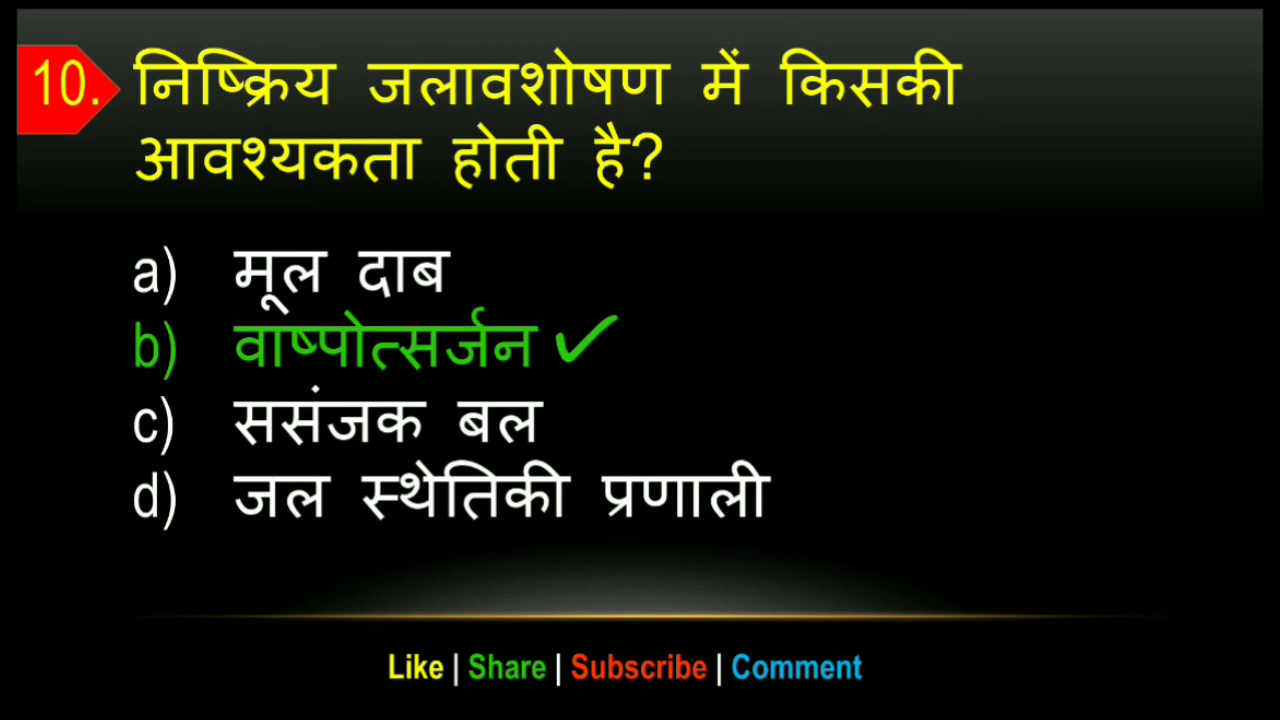 10. निष्क्रिय जलावशोषण में किसकी
आवश्यकता होती है?
a) मूल दाब
b) वाष्पोत्सर्जन ✓
c) ससंजक बल
d) जल स्थेतिकी प्रणाली
Like | Share | Subscribe | Comment